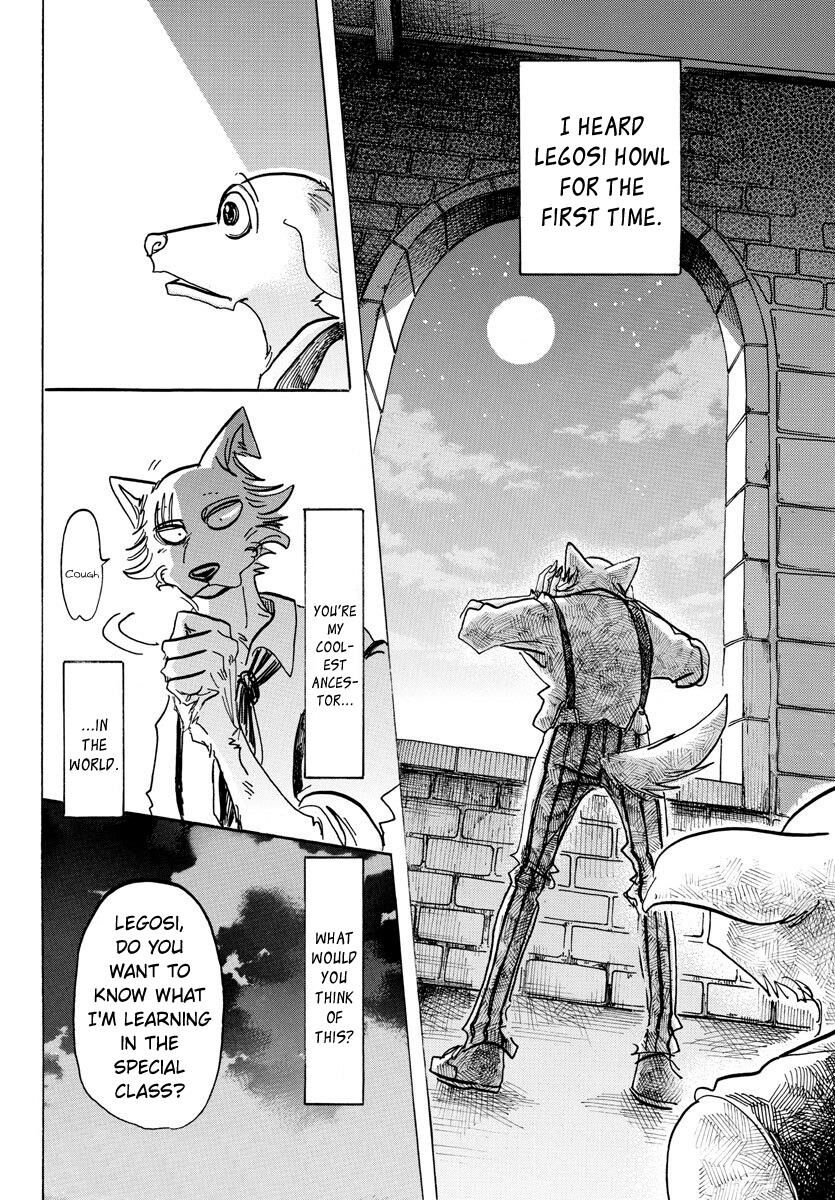 I HEARD
LEGOSI HOWL
FOR THE
FIRST TIME.
YOU'RE
MY
COOL-
EST
ANCES-
TOR...
Cough
...IN
THE
WORLD.
WHAT
WOULD
YOU
THINK
OF
THIS?
LEGOSI,
DO YOU
WANT TO
KNOW WHAT
I'M LEARNING
IN THE
SPECIAL
CLASS?